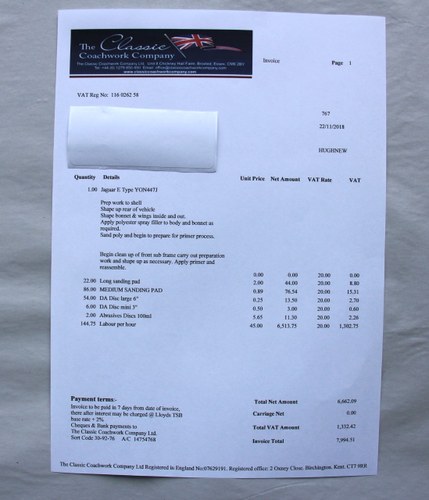 The Classic
Coachwork Company
The Classic Coachwork Company Ltd
www.classiccoachworkcompany.com
Invoice
Page 1
VAT Reg No: 116 0262 58
767
22/11/2018
HUGHNEW
Quantity Details Unit Price Net Amount VAT Rate VAT
1.00 Jaguar E Type YON447J
Prep work to shell
Shape up rear of vehicle
Shape bonnet & wings inside and out.
Apply polyester spray filler to body and bonnet as
required.
Sand poly and begin to prepare for primer process.
Begin clean up of front sub frame carry out preparation
work and shape up as necessary. Apply primer and
reassemble.
0.00 0.00 20.00 0.00
22.00 Long sanding pad 2.00 44.00 20.00 8.80
86.00 MEDIUM SANDING PAD 0.89 76.54 20.00 15.31
54.00 DA Disc large 6" 0.25 13.50 20.00 2.70
6.00 DA Disc mini 3" 0.50 3.00 20.00 0.60
2.00 Abrasives Discs 100ml 5.65 11.30 20.00 2.26
144.75 Labour per hour 45.00 6,513.75 20.00 1,302.75
Payment terms:-
Invoice to be paid in 7 days from date of invoice,
there after interest may be charged @ Lloyds TSB
base rate + 2%.
Cheques & Bank payments to
The Classic Coachwork Company Ltd.
Sort Code 30-92-76 A/C 14754768
Total Net Amount 6,662.09
Carriage Net 0.00
Total VAT Amount 1,332.42
Invoice Total 7,994.51
The Classic Coachwork Company Ltd Registered in England No:07629191. Registered office: 2 Oxney Close, Birchington, Kent. CT7 9ER